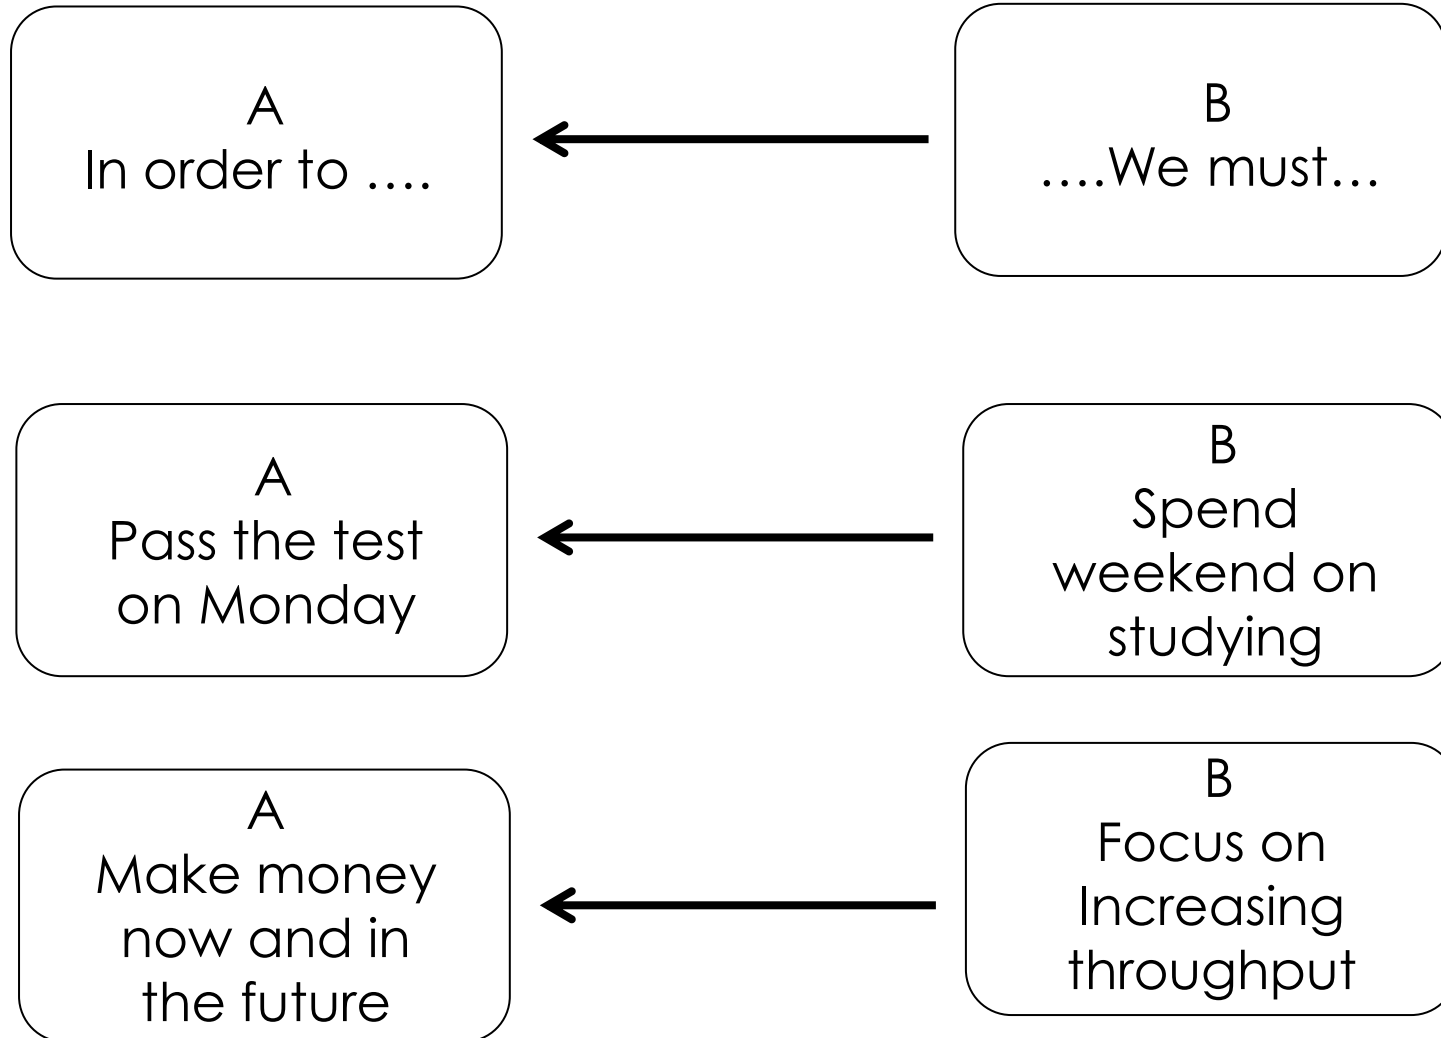 A
In order to ....
B
....We must...
A
Pass the test
on Monday
B
Spend
weekend on
studying
A
Make money
now and in
the future
B
Focus on
Increasing
throughput